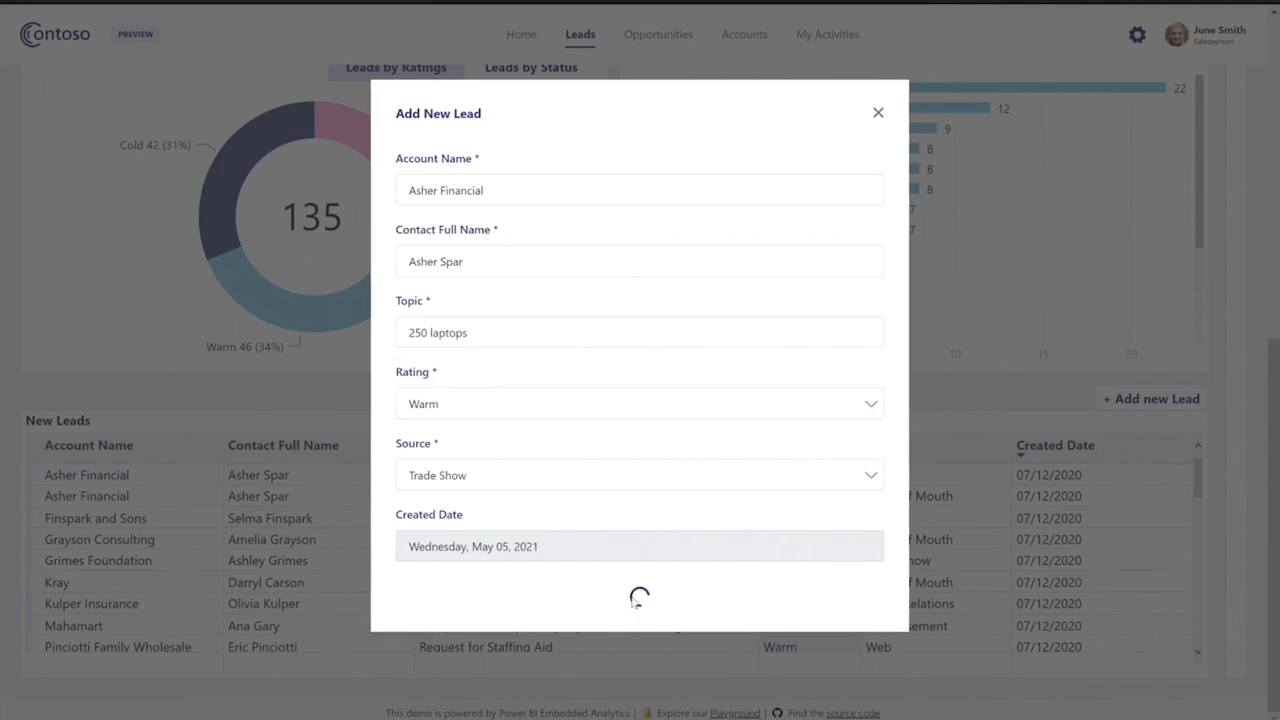 Contoso
PREVIEW
Home
Leads
Opportunities
Accounts
My Activities
June Smith
Salesperson
Leads by Ratings
Leads by Status
Cold 42 (31%)
135
Warm 46 (34%)
22
12
9
8
8
8
7
7
10
15
20
Add New Lead
Account Name *
Asher Financial
Contact Full Name *
Asher Spar
Topic *
250 laptops
Rating *
Warm
Source *
Trade Show
Created Date
Wednesday, May 05, 2021
+ Add new Lead
New Leads
Account Name Contact Full Name Created Date
Asher Financial Asher Spar 07/12/2020
Asher Financial Asher Spar of Mouth 07/12/2020
Finspark and Sons Selma Finspark 07/12/2020
Grayson Consulting Amelia Grayson 07/12/2020
Grimes Foundation Ashley Grimes 07/12/2020
Kray Darryl Carson of Mouth 07/12/2020
Kulper Insurance Olivia Kulper 07/12/2020
Mahamart Ana Gary 07/12/2020
Pinciotti Family Wholesale Eric Pinciotti Request for Staffing Aid Warm Web 07/12/2020
This demo is powered by Power BI Embedded Analytics | Explore our Playground | Find the source code